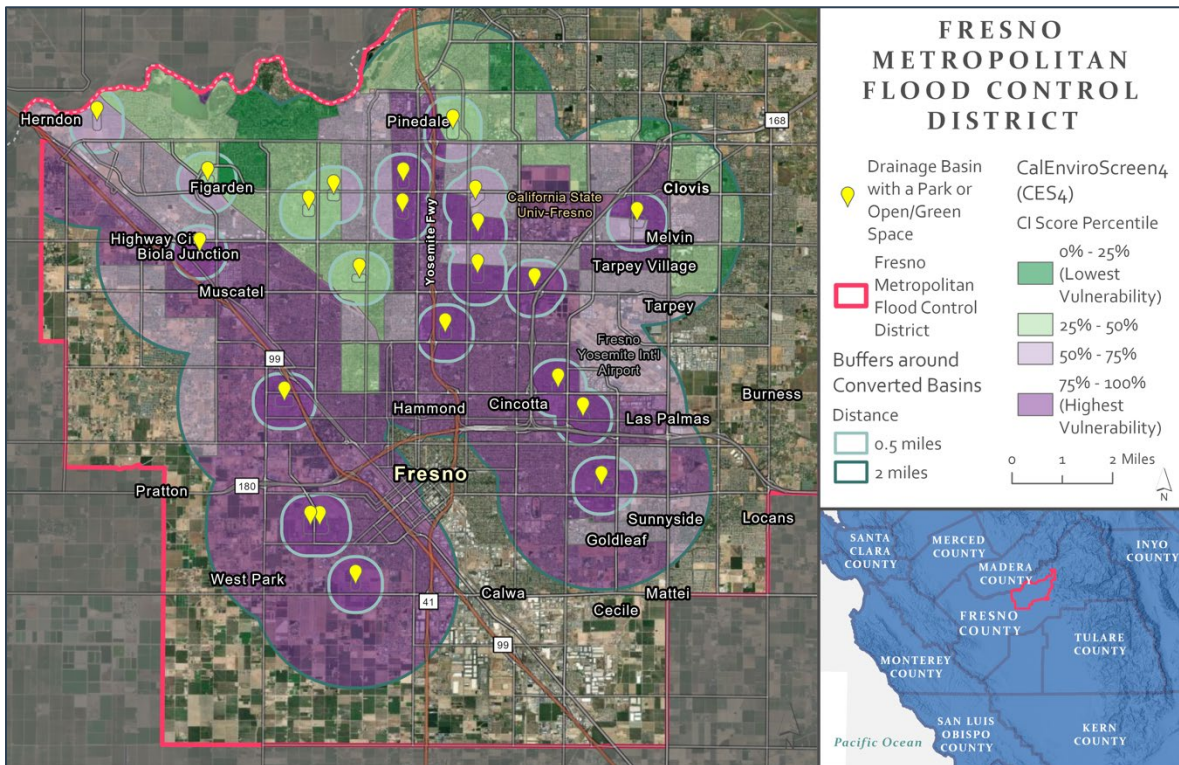 Herndon
Pinedale
168
Figarden
Clovis
California State
Univ-Fresno
Highway Ci
Biola Junction
Melvin
Yosemite Fwy
Tarpey Village
Muscatel
Tarpey
Fresno
Yosemite Int'l
Airport
99
Burness
Hammond
Cincotta
Las Palmas
Fresno
Pratton
180
Sunnyside
Locans
Goldleaf
West Park
Calwa
Mattei
41
Cecile
99
FRESNO
METROPOLITAN
FLOOD CONTROL
DISTRICT
Drainage Basin
with a Park or
Open/Green
Space
Fresno
Metropolitan
Flood Control
District
Buffers around
Converted Basins
Distance
0.5 miles
2 miles
CalEnviroScreen4
(CES4)
CI Score Percentile
0% - 25%
(Lowest
Vulnerability)
25% - 50%
50% - 75%
75% - 100%
(Highest
Vulnerability)
0 1 2 Miles
N
SANTA
CLARA
COUNTY
MERCED
COUNTY
MADERA
COUNTY
INYO
COUNTY
FRESNO
COUNTY
TULARE
COUNTY
MONTEREY
COUNTY
SAN LUIS
OBISPO
COUNTY
KERN
COUNTY
Pacific Ocean